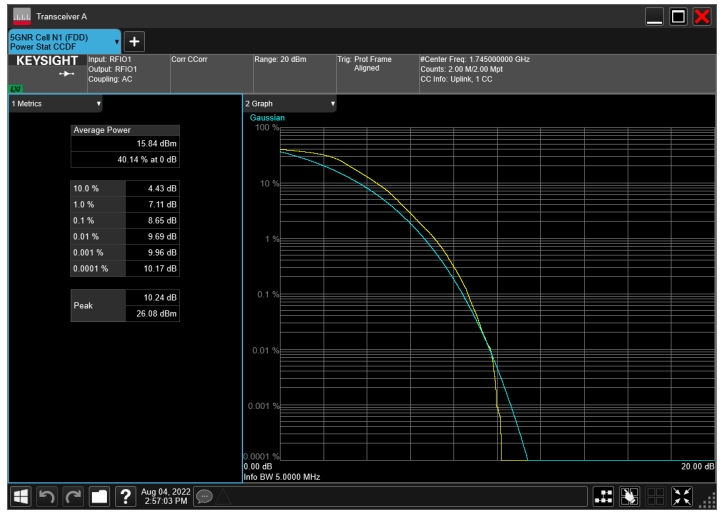 Transceiver A
5GNR Cell N1 (FDD)
Power Stat CCDF
KEYSIGHT
LXI
Input: RFIO1
Output: RFIO1
Coupling: AC
Corr CCorr
Range: 20 dBm
Trig: Prot Frame
Aligned
#Center Freq: 1.745000000 GHz
Counts: 2.00 M/2.00 Mpt
CC Info: Uplink, 1 CC
1 Metrics
Average Power
15.84 dBm
40.14 % at 0 dB
10.0 % 4.43 dB
1.0 % 7.11 dB
0.1 % 8.65 dB
0.01 % 9.69 dB
0.001 % 9.96 dB
0.0001 % 10.17 dB
Peak
10.24 dB
26.08 dBm
2 Graph
Gaussian
100 %
10 %
1 %
0.1 %
0.01 %
0.001 %
0.0001 %
0.00 dB
20.00 dB
Info BW 5.0000 MHz
?
Aug 04, 2022
2:57:03 PM